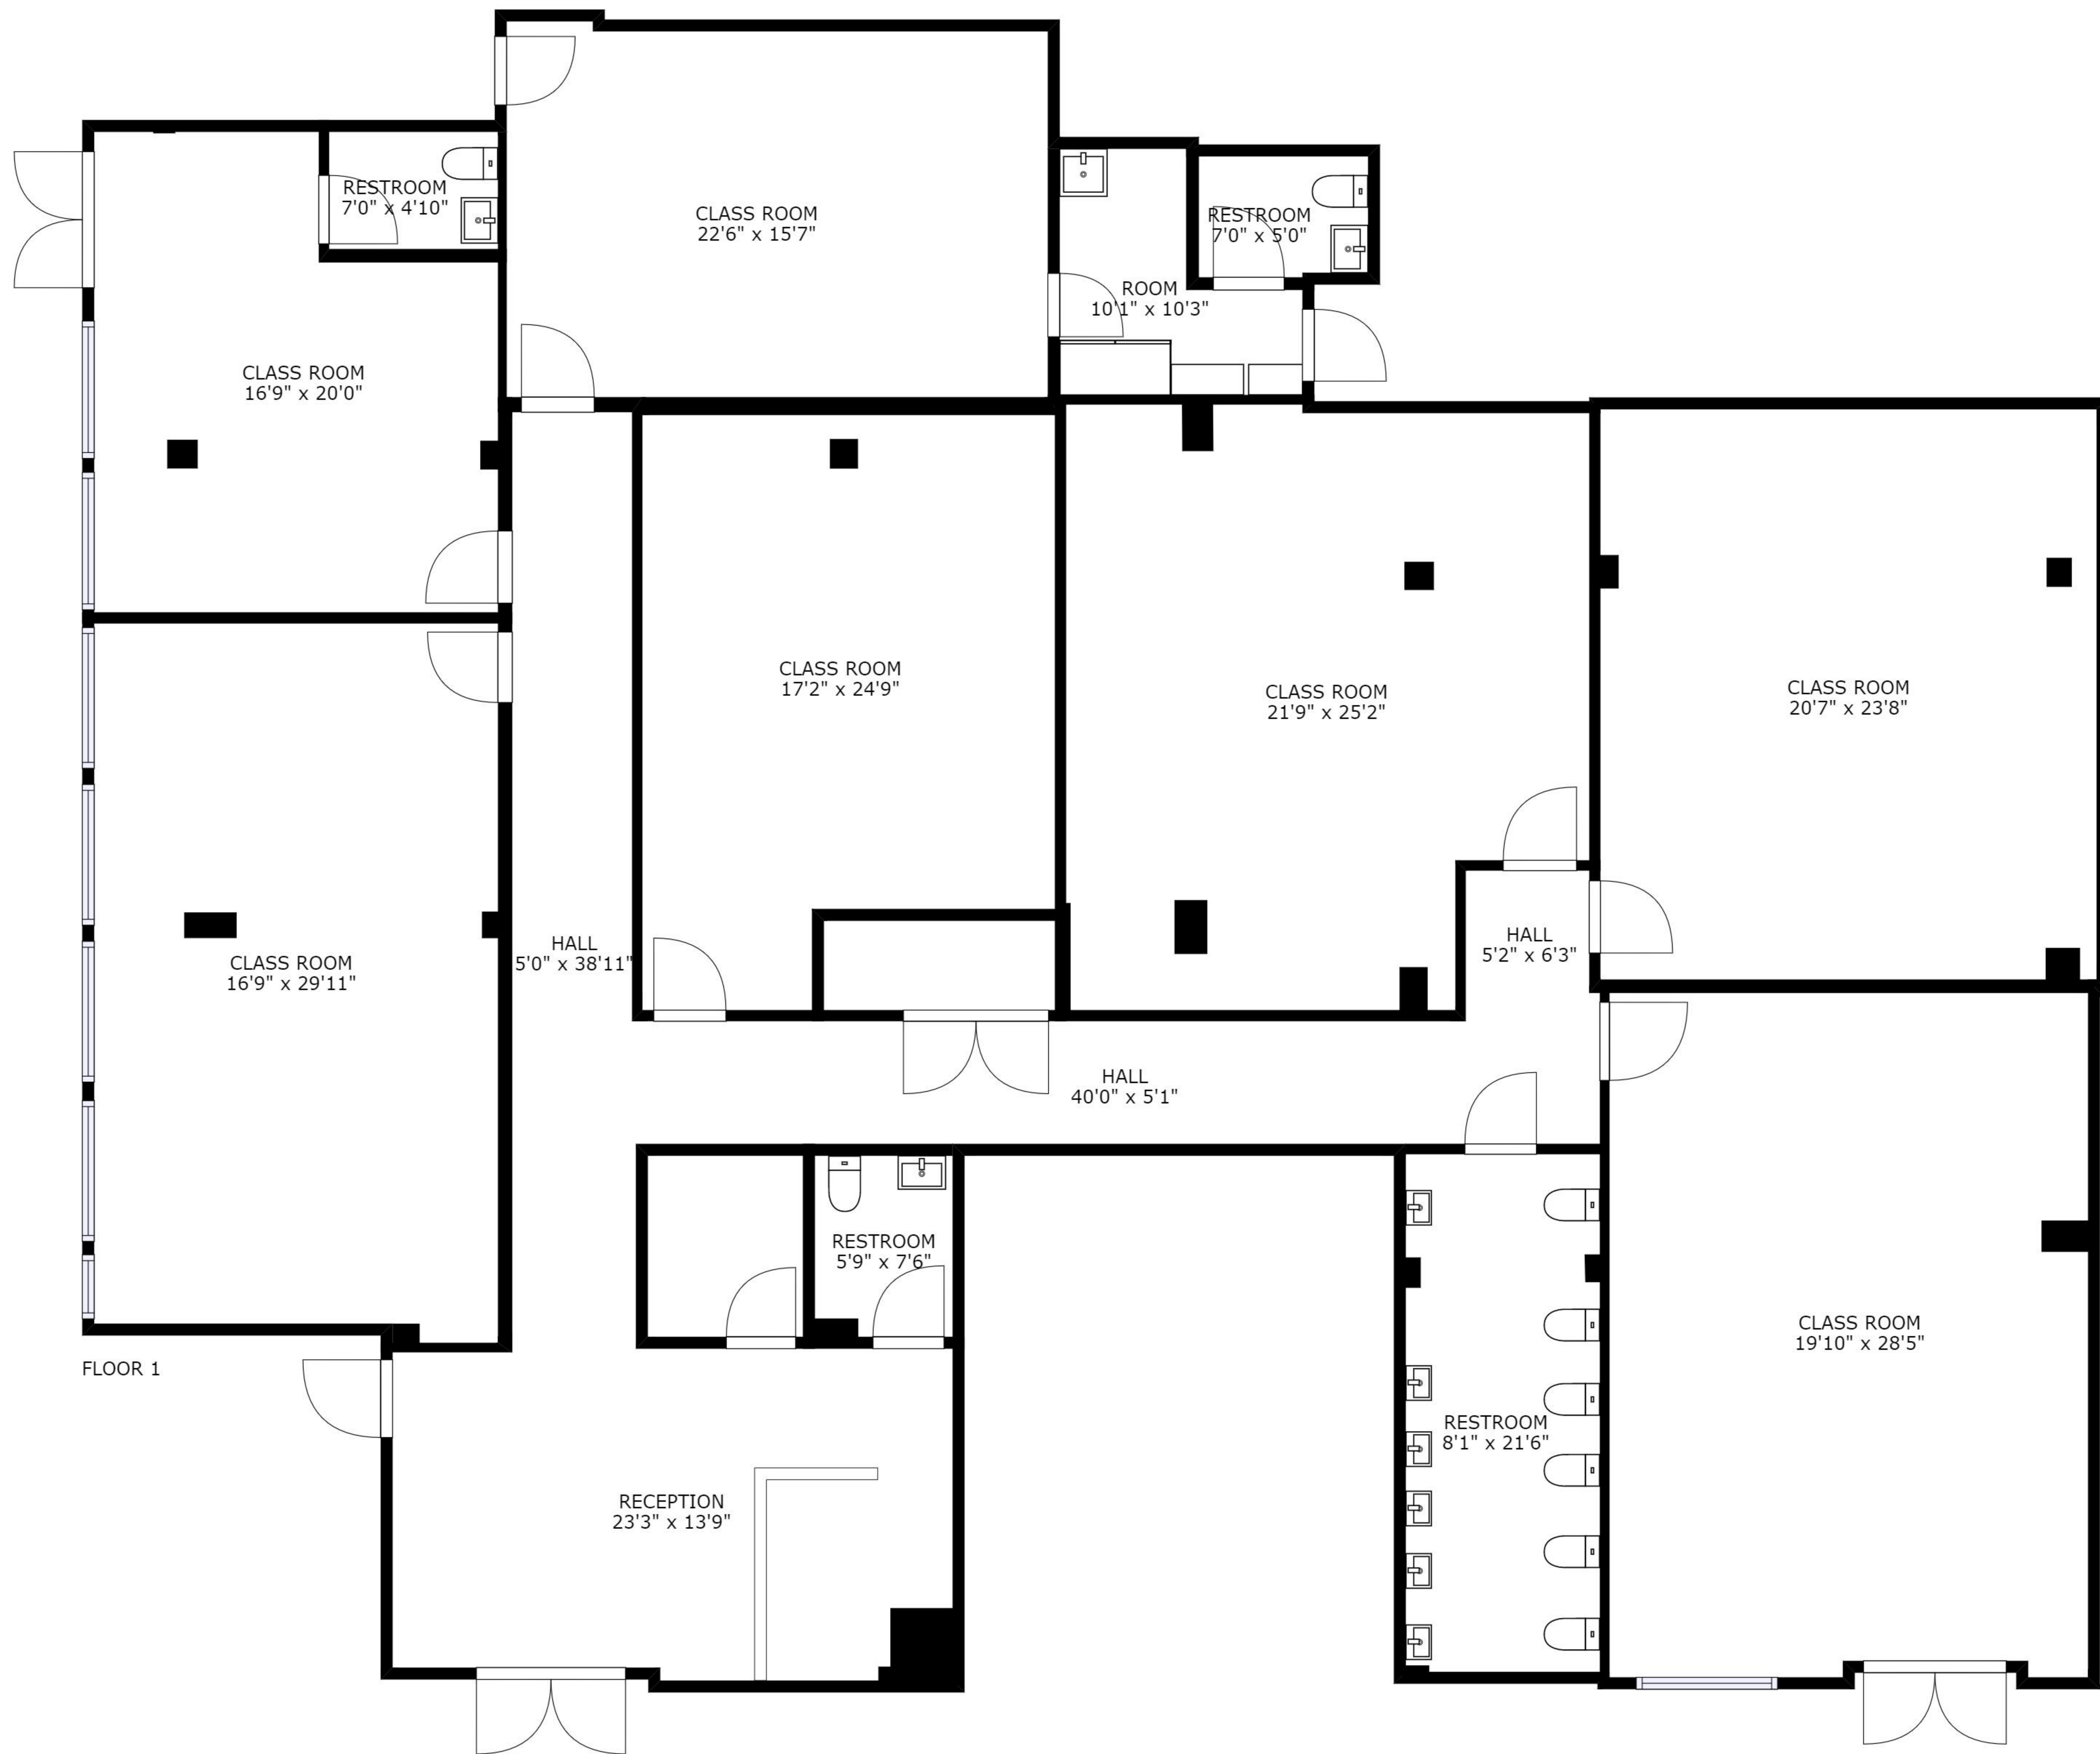 RESTROOM
7'0" x 4'10"
CLASS ROOM
22'6" x 15'7"
RESTROOM
7'0" x 5'0"
ROOM
10'1" x 10'3"
CLASS ROOM
16'9" x 20'0"
CLASS ROOM
17'2" x 24'9"
CLASS ROOM
21'9" x 25'2"
CLASS ROOM
20'7" x 23'8"
CLASS ROOM
16'9" x 29'11"
HALL
5'0" x 38'11"
HALL
5'2" x 6'3"
HALL
40'0" x 5'1"
RESTROOM
5'9" x 7'6"
CLASS ROOM
19'10" x 28'5"
FLOOR 1
RESTROOM
8'1" x 21'6"
RECEPTION
23'3" x 13'9"